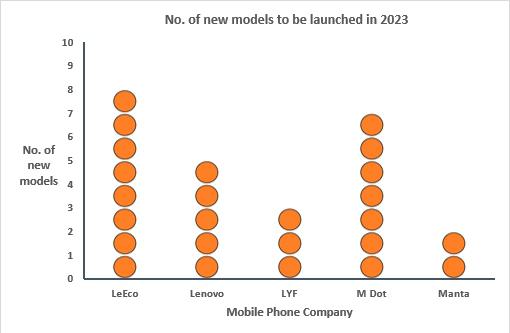 No. of new models to be launched in 2023
10
9
8
7
6
5
4
3
2
1
0
No. of
new
models
LeEco Lenovo LYF M Dot Manta
Mobile Phone Company